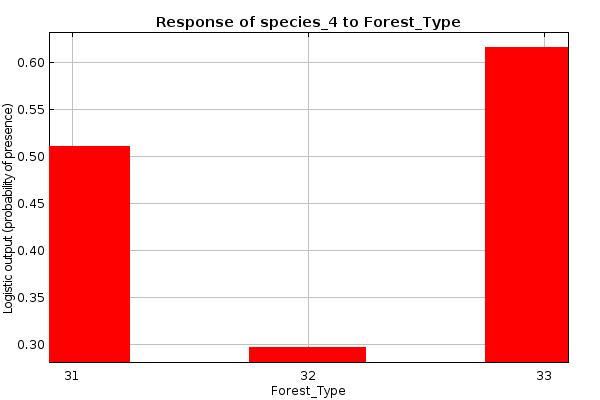 Response of species_4 to Forest_Type
Logistic output (probability of presence)
0.60
0.55
0.50
0.45
0.40
0.35
0.30
31 32 33
Forest_Type